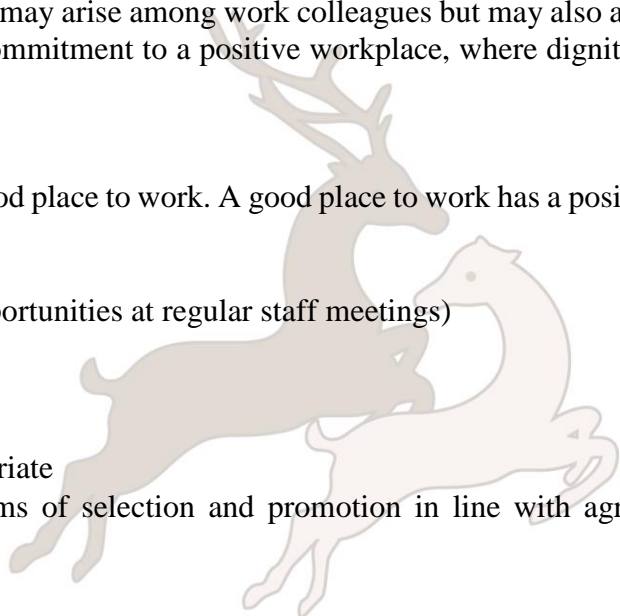 may arise among work colleagues but may also a
ommitment to a positive workplace, where dignit
od place to work. A good place to work has a posi
ortunities at regular staff meetings)
riate
ms of selection and promotion in line with agr